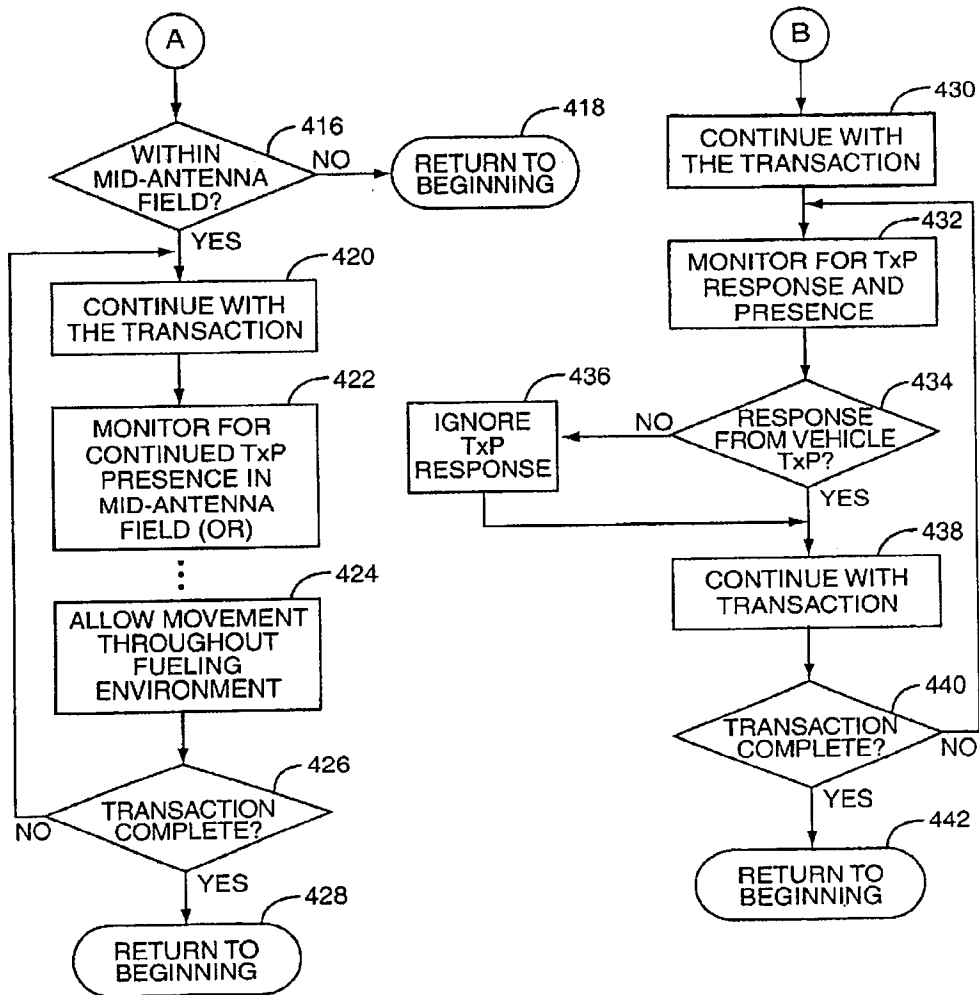 A
416
WITHIN
MID-ANTENNA
FIELD?
NO
418
RETURN TO
BEGINNING
YES
420
CONTINUE WITH
THE TRANSACTION
422
MONITOR FOR
CONTINUED TxP
PRESENCE IN
MID-ANTENNA
FIELD (OR)
424
ALLOW MOVEMENT
THROUGHOUT
FUELING
ENVIRONMENT
426
TRANSACTION
COMPLETE?
NO
YES
428
RETURN TO
BEGINNING
B
430
CONTINUE WITH
THE TRANSACTION
432
MONITOR FOR TxP
RESPONSE AND
PRESENCE
434
RESPONSE
FROM VEHICLE
TxP?
NO
436
IGNORE
TxP
RESPONSE
YES
438
CONTINUE WITH
TRANSACTION
440
TRANSACTION
COMPLETE?
NO
YES
442
RETURN TO
BEGINNING